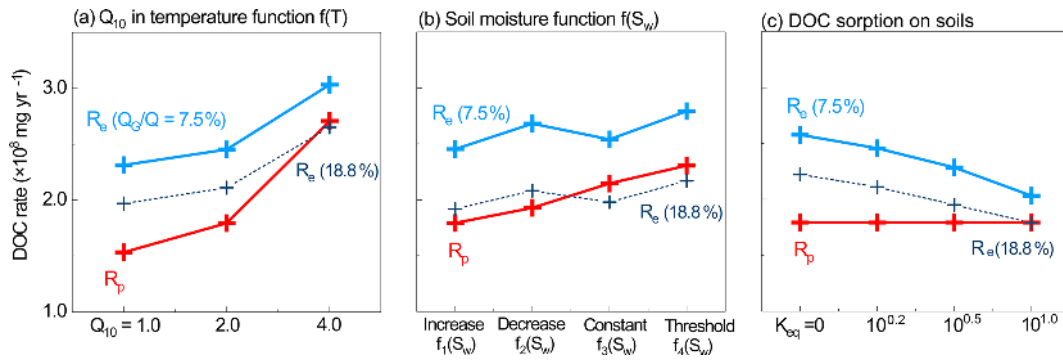 (a) Q10 in temperature function f(T)
DOC rate (×10⁸ mg yr ⁻¹)
3.0
2.0
1.0
Re (QG/Q = 7.5%)
Re (18.8%)
Rp
Q10 = 1.0 2.0 4.0
(b) Soil moisture function f(Sw)
Re (7.5%)
Re (18.8%)
Rp
Increase Decrease Constant Threshold
f1(Sw) f2(Sw) f3(Sw) f4(Sw)
(c) DOC sorption on soils
Re (7.5%)
Rp
Re (18.8%)
Keq =0 10^0.2 10^0.5 10^1.0